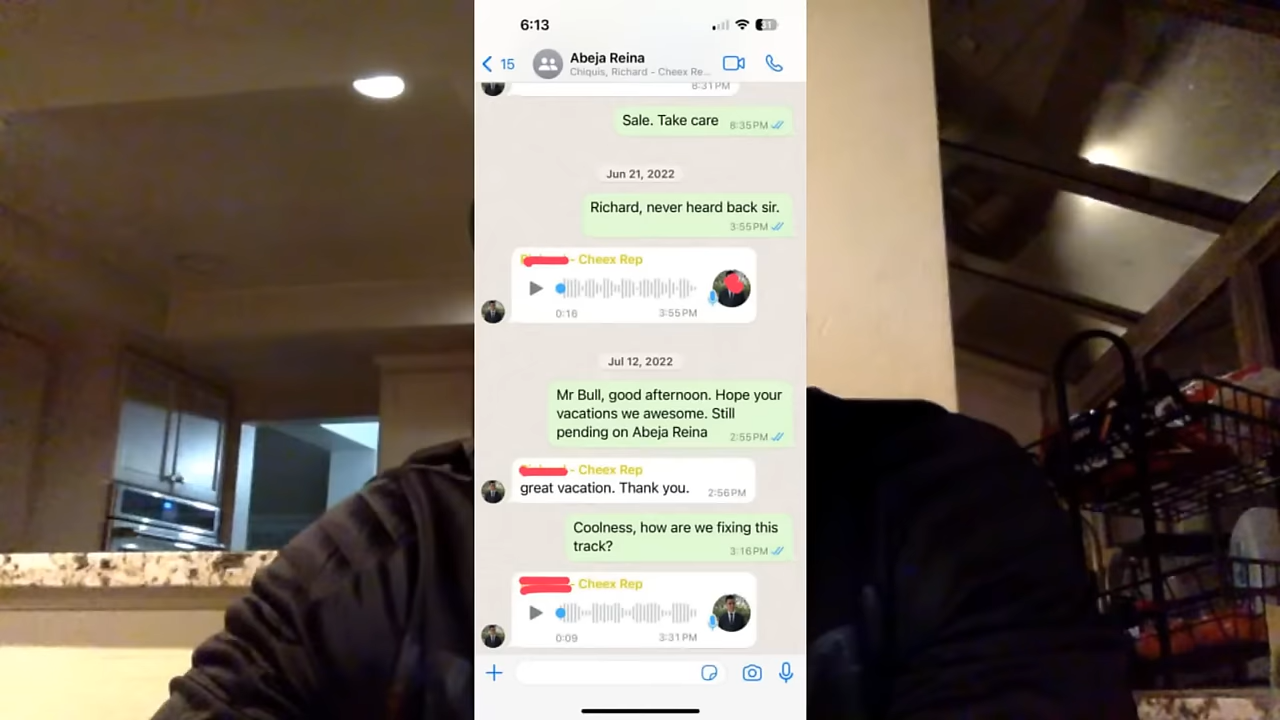 6:13
31
15
Abeja Reina
Chiquis, Richard - Cheex Re...
8:31 PM
Sale. Take care
8:35 PM
Jun 21, 2022
Richard, never heard back sir.
3:55 PM
- Cheex Rep
0:16
3:55 PM
Jul 12, 2022
Mr Bull, good afternoon. Hope your
vacations we awesome. Still
pending on Abeja Reina
2:55 PM
- Cheex Rep
great vacation. Thank you.
2:56 PM
Coolness, how are we fixing this
track?
3:16 PM
- Cheex Rep
0:09
3:31 PM